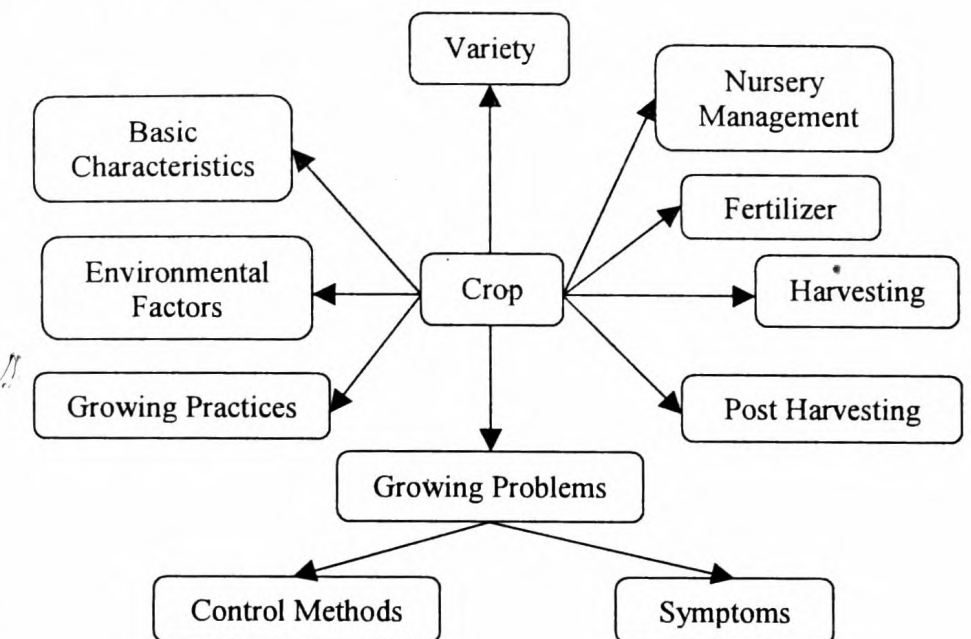 Variety
Nursery
Management
Basic
Characteristics
Fertilizer
Environmental
Factors
Crop
Harvesting
Growing Practices
Post Harvesting
Growing Problems
Control Methods
Symptoms